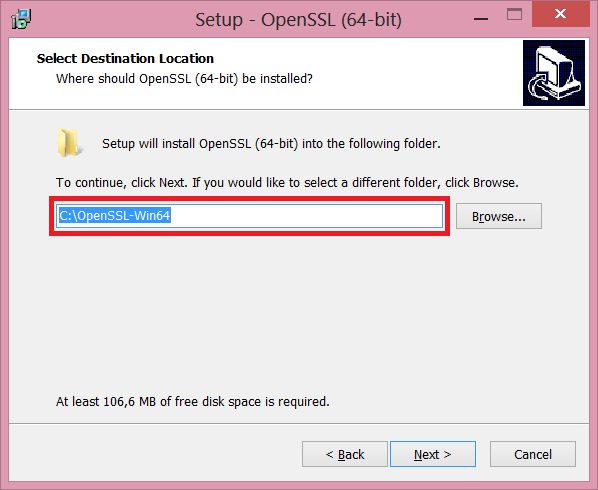 Setup - OpenSSL (64-bit)
Select Destination Location
Where should OpenSSL (64-bit) be installed?
Setup will install OpenSSL (64-bit) into the following folder.
To continue, click Next. If you would like to select a different folder, click Browse.
C:\OpenSSL-Win64
Browse...
At least 106,6 MB of free disk space is required.
< Back
Next >
Cancel